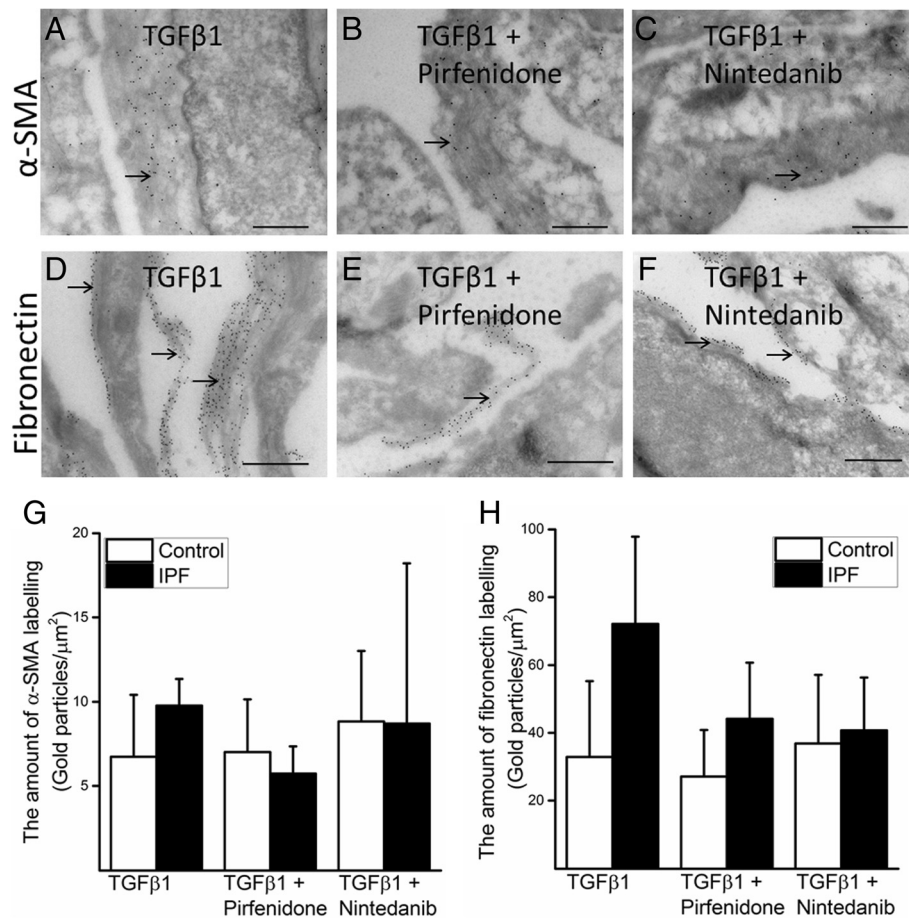 A
TGFβ1
B
TGFβ1 +
Pirfenidone
C
TGFβ1 +
Nintedanib
α-SMA
D
TGFβ1
E
TGFβ1 +
Pirfenidone
F
TGFβ1 +
Nintedanib
Fibronectin
G
The amount of α-SMA labelling
(Gold particles/μm²)
20
15
10
5
Control
IPF
TGFβ1
TGFβ1 +
Pirfenidone
TGFβ1 +
Nintedanib
H
The amount of fibronectin labelling
(Gold particles/μm²)
100
80
60
40
20
Control
IPF
TGFβ1
TGFβ1 +
Pirfenidone
TGFβ1 +
Nintedanib